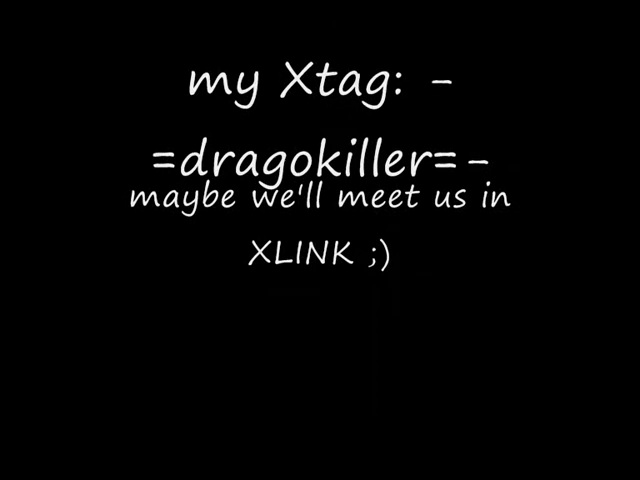 my Xtag: -
=dragokiller=-
maybe we'll meet us in
XLINK ;)